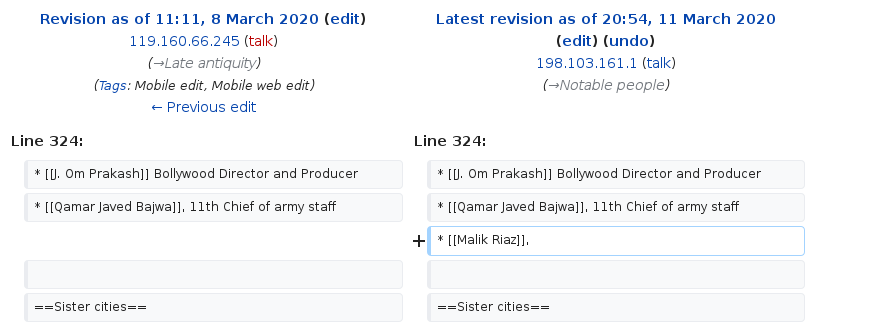 Revision as of 11:11, 8 March 2020 (edit)
119.160.66.245 (talk)
(→Late antiquity)
(Tags: Mobile edit, Mobile web edit)
← Previous edit
Latest revision as of 20:54, 11 March 2020
(edit) (undo)
198.103.161.1 (talk)
(→Notable people)
Line 324:
Line 324:
* [[J. Om Prakash]] Bollywood Director and Producer
* [[J. Om Prakash]] Bollywood Director and Producer
* [[Qamar Javed Bajwa]], 11th Chief of army staff
* [[Qamar Javed Bajwa]], 11th Chief of army staff
+ * [[Malik Riaz]],
==Sister cities==
==Sister cities==